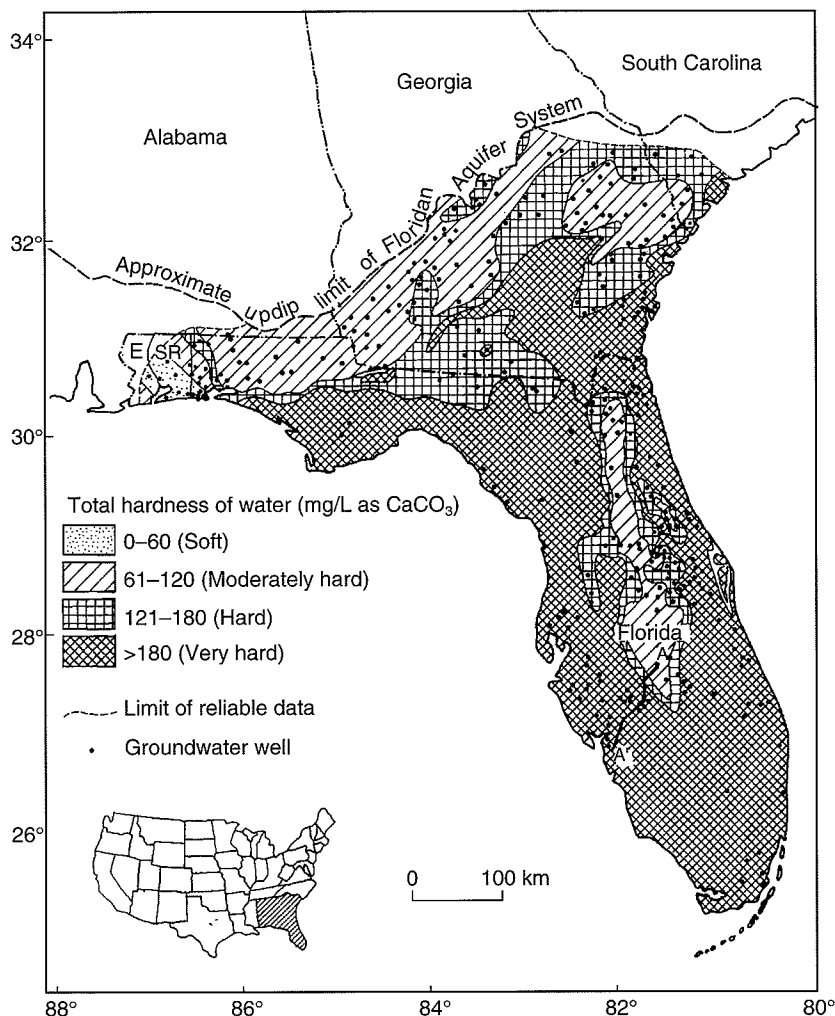 34°
South Carolina
Georgia
Alabama
Approximate updip limit of Floridan Aquifer System
32°
E
SR
30°
Total hardness of water (mg/L as CaCO₃)
0–60 (Soft)
61–120 (Moderately hard)
121–180 (Hard)
>180 (Very hard)
28°
Florida
A
Limit of reliable data
Groundwater well
A'
26°
0
100 km
88°
86°
84°
82°
80°